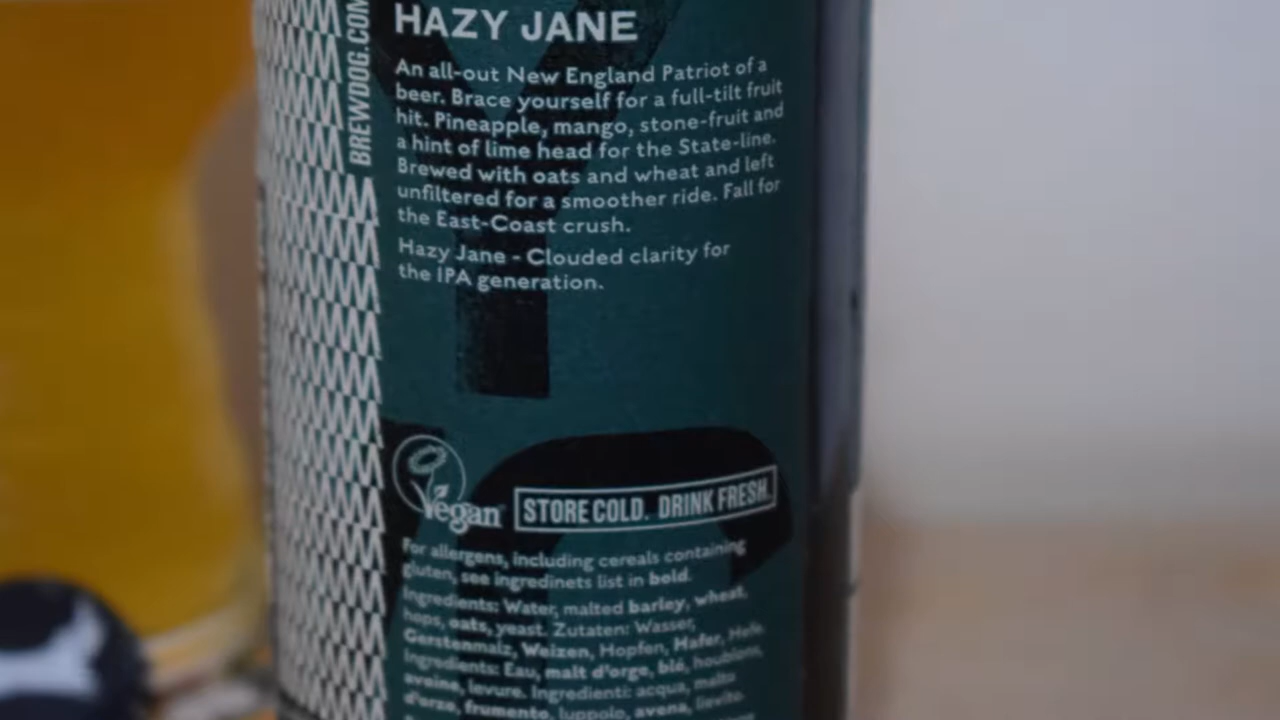 BREWDOG.COM
HAZY JANE
An all-out New England Patriot of a
beer. Brace yourself for a full-tilt fruit
hit. Pineapple, mango, stone-fruit and
a hint of lime head for the State-line.
Brewed with oats and wheat and left
unfiltered for a smoother ride. Fall for
the East-Coast crush.
Hazy Jane - Clouded clarity for
the IPA generation.
Vegan
STORE COLD. DRINK FRESH.
For allergens, including cereals containing
gluten, see ingredinets list in bold.
Ingredients: Water, malted barley, wheat,
hops, oats, yeast. Zutaten: Wasser,
Gerstenmalz, Weizen, Hopfen, Hafer, Hefe.
Ingredients: Eau, malt d'orge, blé, houblons,
avoine, levure. Ingredienti: acqua, malto
d'orzo, frumento, luppolo, avena, lievito.